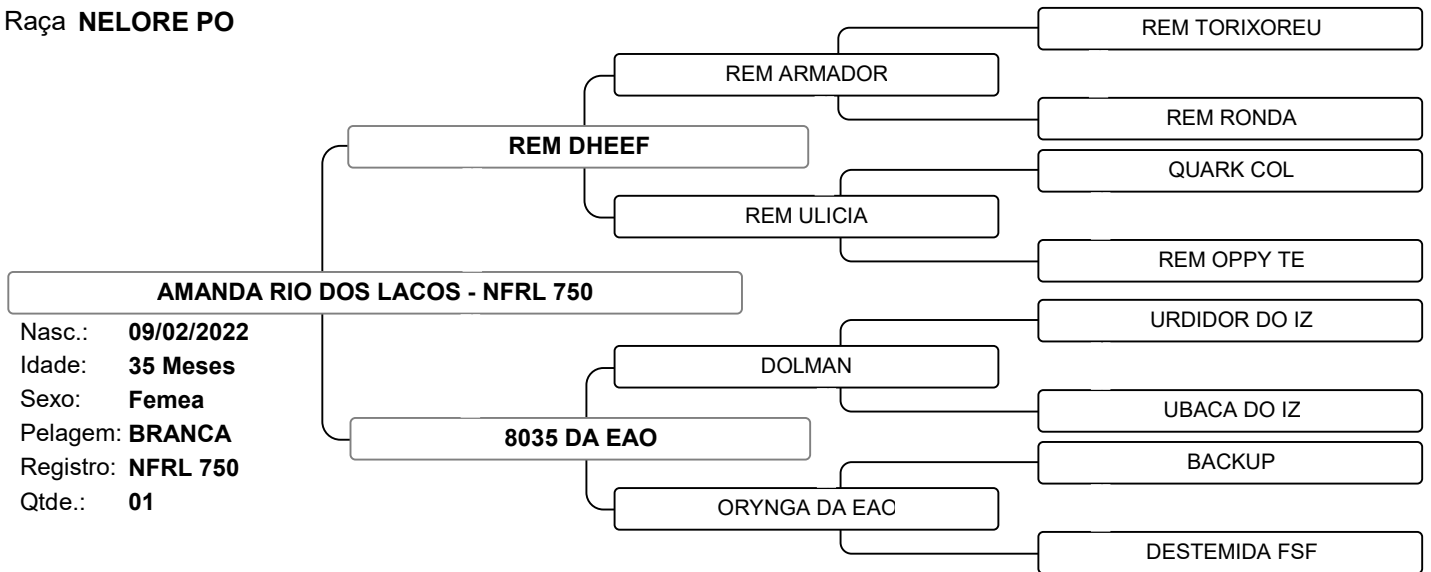 Raça NELORE PO
REM TORIXOREU
REM ARMADOR
REM RONDA
REM DHEEF
QUARK COL
REM ULICIA
REM OPPY TE
AMANDA RIO DOS LACOS - NFRL 750
URDIDOR DO IZ
Nasc.: 09/02/2022
DOLMAN
Idade: 35 Meses
Sexo: Femea
UBACA DO IZ
Pelagem: BRANCA
8035 DA EAO
BACKUP
Registro: NFRL 750
Qtde.: 01
ORYNGA DA EAO
DESTEMIDA FSF